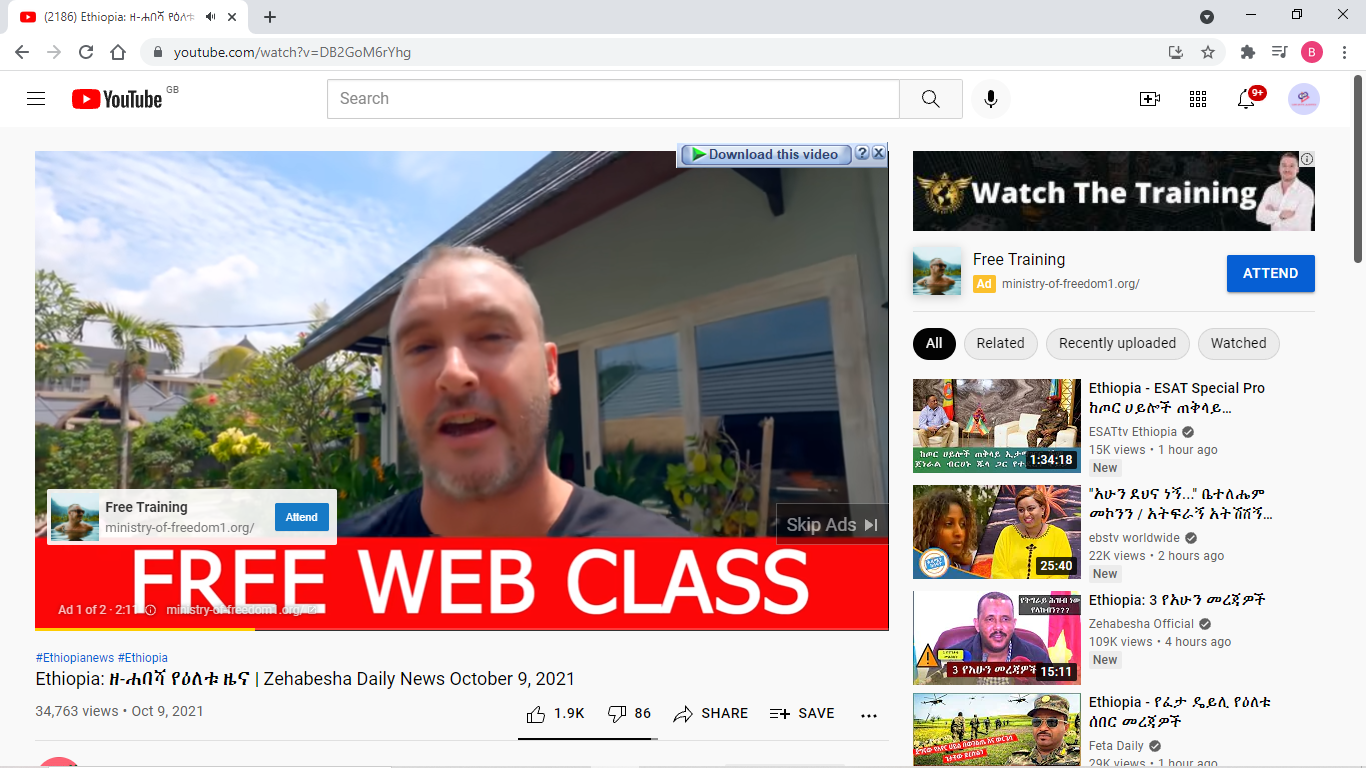 (2186) Ethiopia: ዘ-ሐበሻ የዕለቱ
youtube.com/watch?v=DB2GoM6rYhg
B
YouTube GB
Search
9+
Download this video ? X
FREE WEB CLASS
Free Training
ministry-of-freedom1.org/
Attend
Skip Ads
Ad 1 of 2 · 2:11
ministry-of-freedom1.org/
#Ethiopianews #Ethiopia
Ethiopia: ዘ-ሐበሻ የዕለቱ ዜና | Zehabesha Daily News October 9, 2021
34,763 views • Oct 9, 2021
1.9K 86 SHARE SAVE
Watch The Training
Free Training
Ad ministry-of-freedom1.org/
ATTEND
All Related Recently uploaded Watched
1:34:18
Ethiopia - ESAT Special Pro
ከጦር ሀይሎች ጠቅላይ…
ESATtv Ethiopia
15K views • 1 hour ago
New
25:40
"አሁን ደህና ነኝ..." ቤተለሔም
መኮንን / አትፍራኝ አትሽሽኝ…
ebstv worldwide
22K views • 2 hours ago
New
3 የአሁን መረጃዎች
15:11
Ethiopia: 3 የአሁን መረጃዎች
Zehabesha Official
109K views • 4 hours ago
New
Ethiopia - የፈታ ዴይሊ የዕለቱ
ሰበር መረጃዎች
Feta Daily
29K views • 1 hour ago